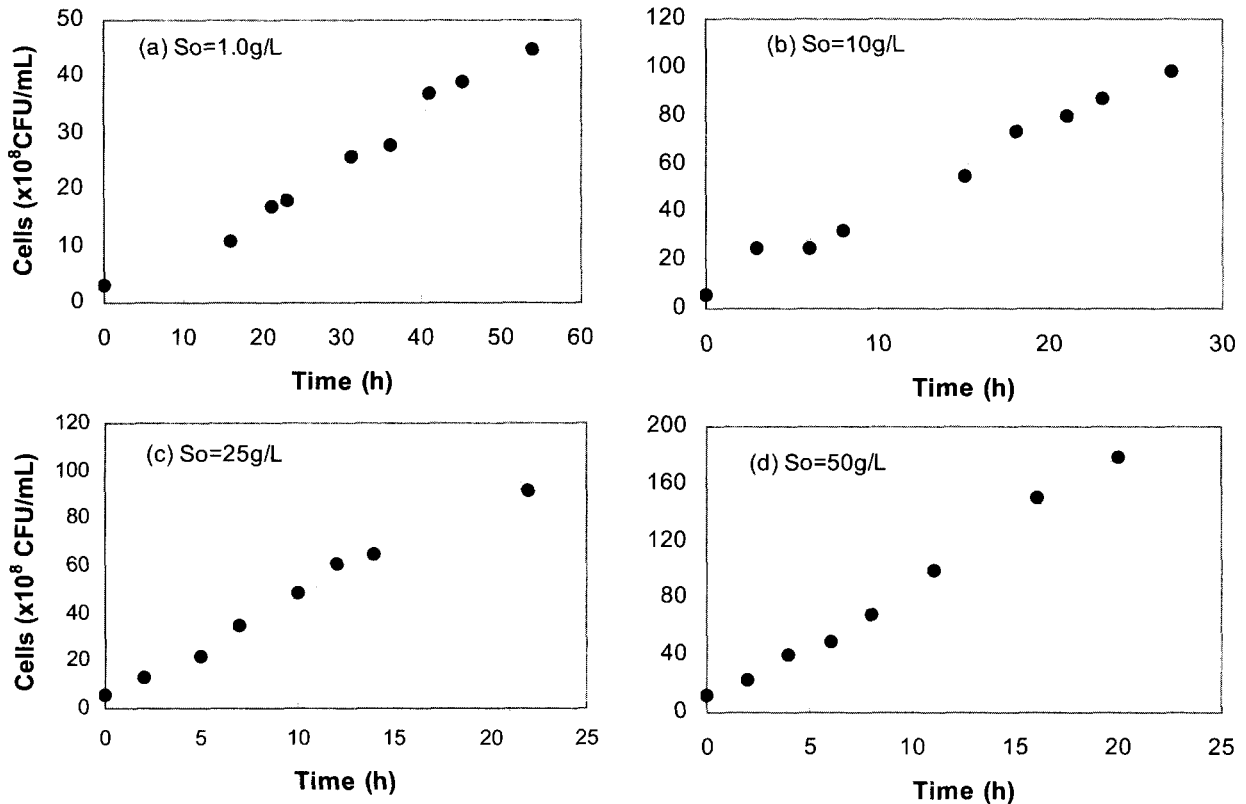 (a) So=1.0g/L
Cells (x10⁸CFU/mL)
50
40
30
20
10
0
0 10 20 30 40 50 60
Time (h)
(b) So=10g/L
120
100
80
60
40
20
0
0 10 20 30
Time (h)
(c) So=25g/L
Cells (x10⁸ CFU/mL)
120
100
80
60
40
20
0
0 5 10 15 20 25
Time (h)
(d) So=50g/L
200
160
120
80
40
0
0 5 10 15 20 25
Time (h)